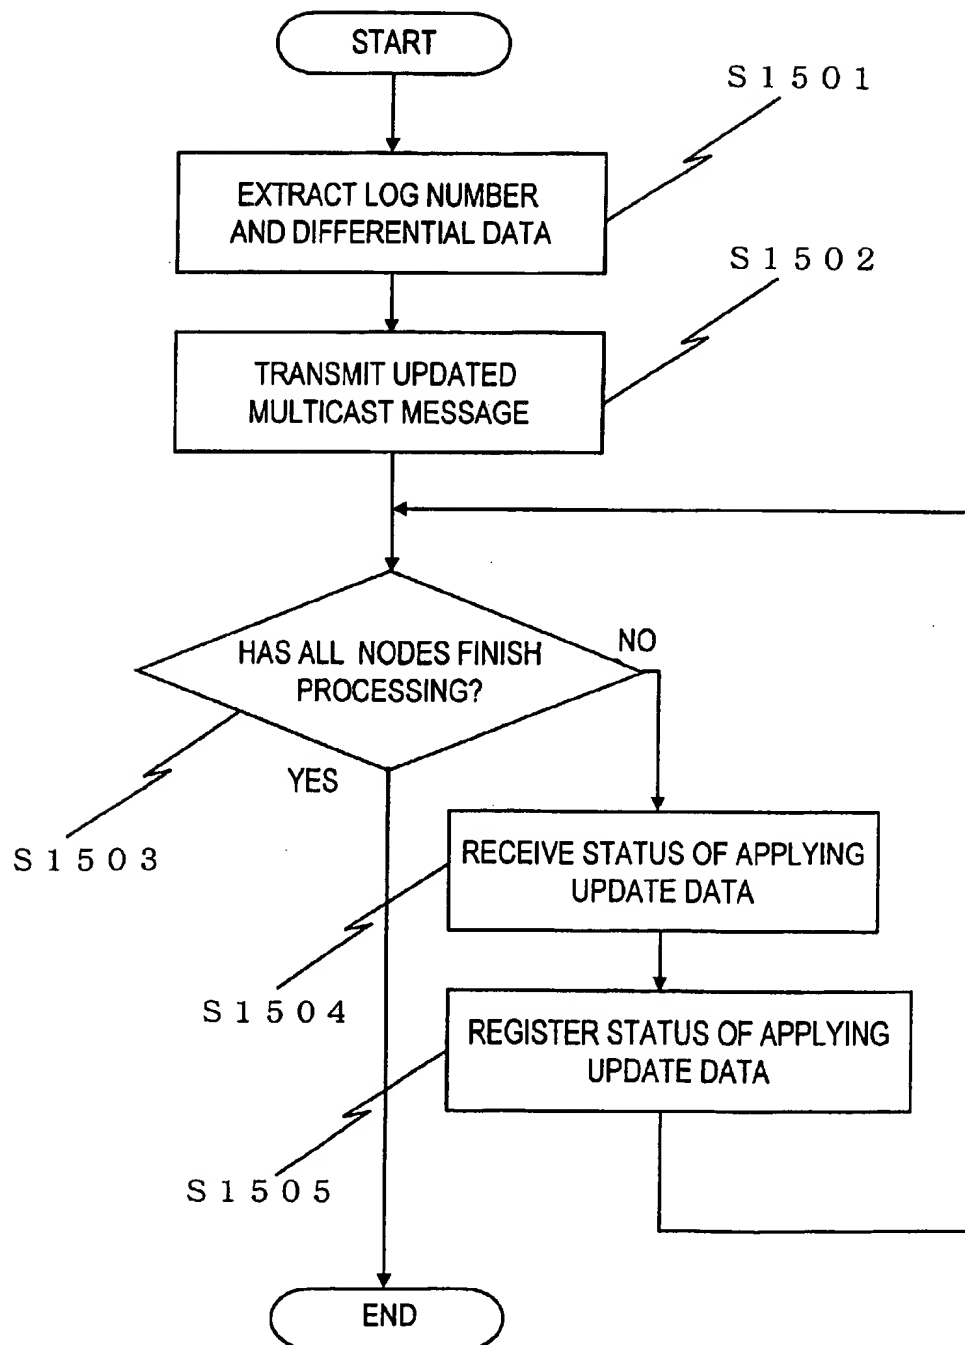 START
S1501
EXTRACT LOG NUMBER
AND DIFFERENTIAL DATA
S1502
TRANSMIT UPDATED
MULTICAST MESSAGE
HAS ALL NODES FINISH
PROCESSING?
NO
YES
S1503
RECEIVE STATUS OF APPLYING
UPDATE DATA
S1504
REGISTER STATUS OF APPLYING
UPDATE DATA
S1505
END